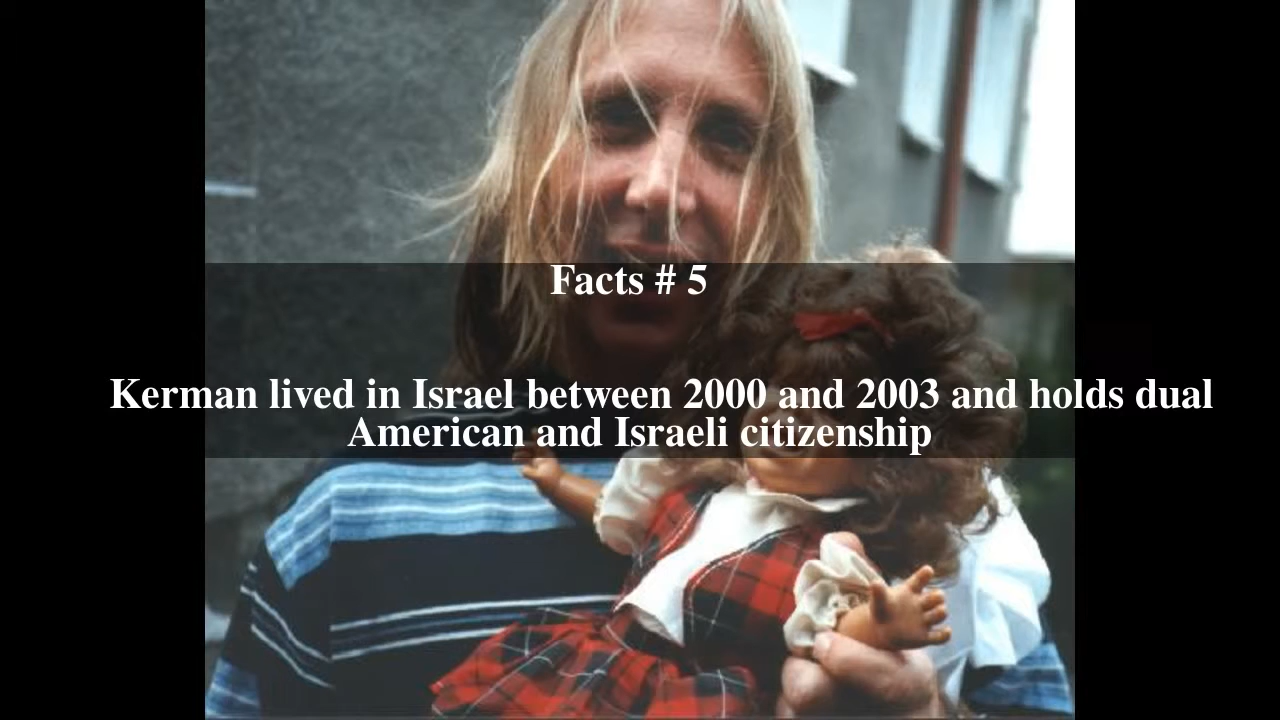 Facts # 5
Kerman lived in Israel between 2000 and 2003 and holds dual
American and Israeli citizenship